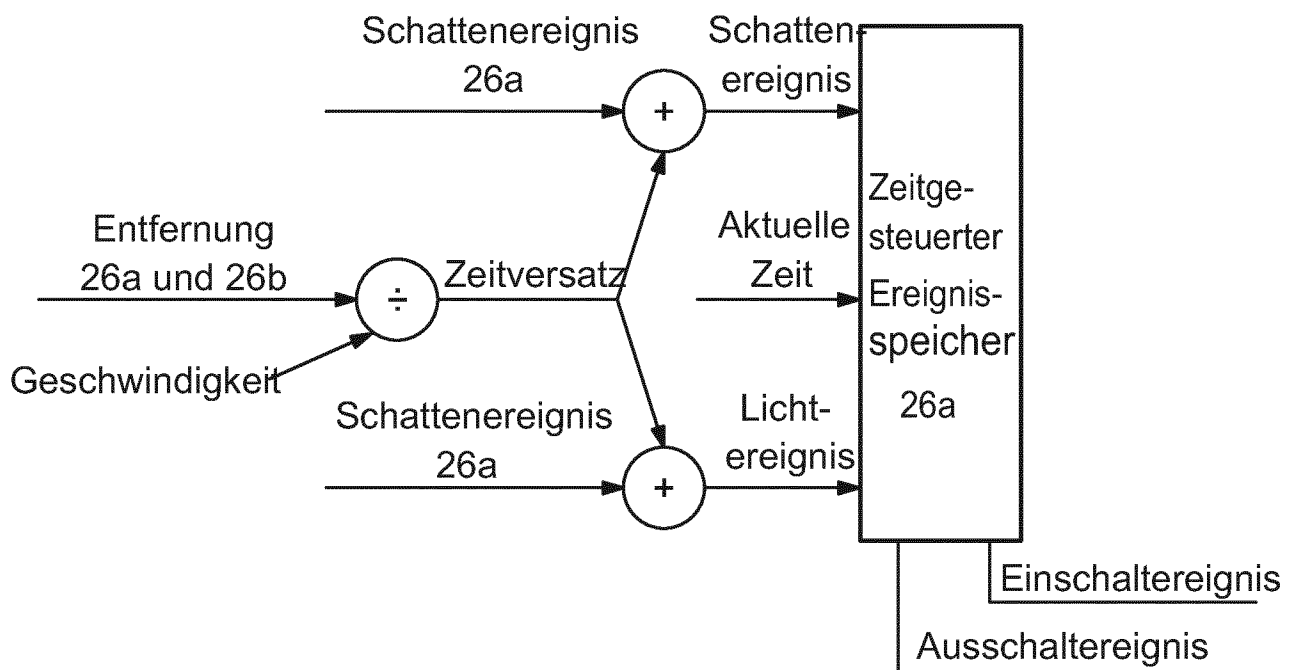 Schattenereignis
26a
+
Schatten-
ereignis
Entfernung
26a und 26b
÷
Zeitversatz
Geschwindigkeit
Aktuelle
Zeit
Zeitge-
steuerter
Ereignis-
speicher
26a
Schattenereignis
26a
+
Licht-
ereignis
Einschaltereignis
Ausschaltereignis